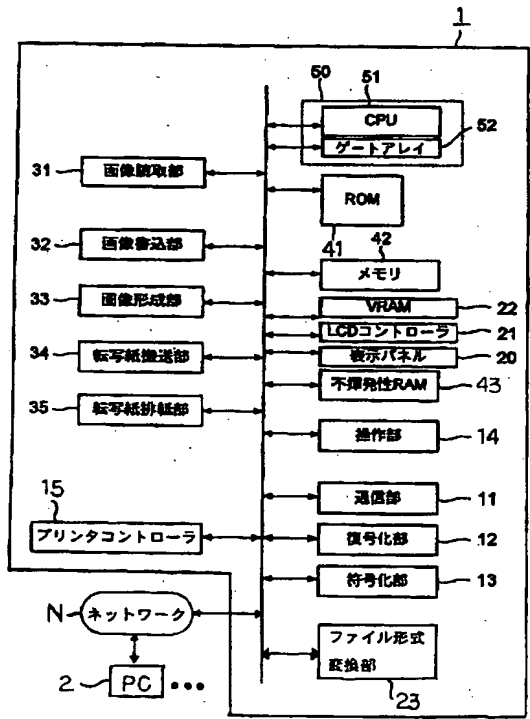 1
50
51
CPU
52
ゲートアレイ
31
画像読取部
ROM
41
32
画像書込部
42
メモリ
33
画像形成部
VRAM
22
LCDコントローラ
21
34
転写紙搬送部
表示パネル
20
不揮発性RAM
43
35
転写紙排紙部
操作部
14
通信部
11
15
プリンタコントローラ
復号化部
12
符号化部
13
N
ネットワーク
ファイル形式
変換部
23
2
PC
•••